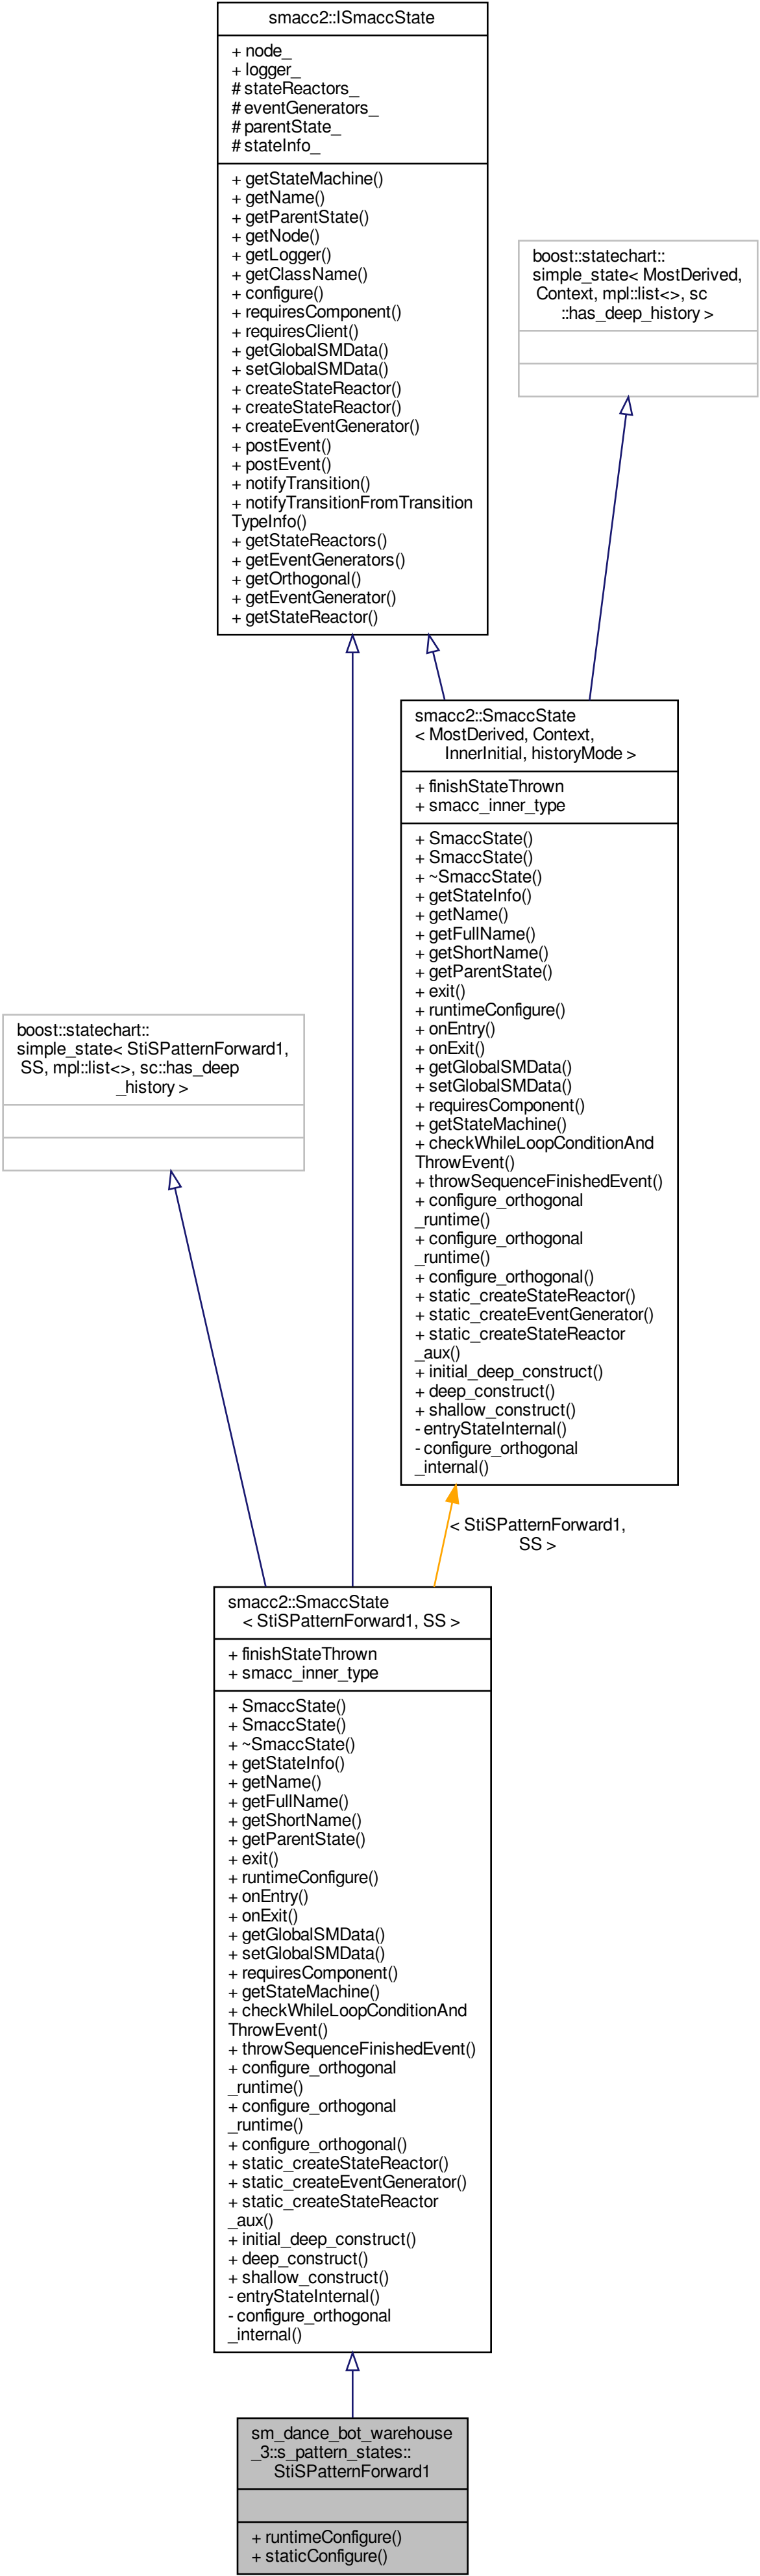 smacc2::ISmaccState
+ node_
+ logger_
# stateReactors_
# eventGenerators_
# parentState_
# stateInfo_
+ getStateMachine()
+ getName()
+ getParentState()
+ getNode()
+ getLogger()
+ getClassName()
+ configure()
+ requiresComponent()
+ requiresClient()
+ getGlobalSMData()
+ setGlobalSMData()
+ createStateReactor()
+ createStateReactor()
+ createEventGenerator()
+ postEvent()
+ postEvent()
+ notifyTransition()
+ notifyTransitionFromTransition
TypeInfo()
+ getStateReactors()
+ getEventGenerators()
+ getOrthogonal()
+ getEventGenerator()
+ getStateReactor()
boost::statechart::
simple_state< MostDerived,
Context, mpl::list<>, sc
::has_deep_history >
smacc2::SmaccState
< MostDerived, Context,
InnerInitial, historyMode >
+ finishStateThrown
+ smacc_inner_type
+ SmaccState()
+ SmaccState()
+ ~SmaccState()
+ getStateInfo()
+ getName()
+ getFullName()
+ getShortName()
+ getParentState()
+ exit()
+ runtimeConfigure()
+ onEntry()
+ onExit()
+ getGlobalSMData()
+ setGlobalSMData()
+ requiresComponent()
+ getStateMachine()
+ checkWhileLoopConditionAnd
ThrowEvent()
+ throwSequenceFinishedEvent()
+ configure_orthogonal
_runtime()
+ configure_orthogonal
_runtime()
+ configure_orthogonal()
+ static_createStateReactor()
+ static_createEventGenerator()
+ static_createStateReactor
_aux()
+ initial_deep_construct()
+ deep_construct()
+ shallow_construct()
- entryStateInternal()
- configure_orthogonal
_internal()
boost::statechart::
simple_state< StiSPatternForward1,
SS, mpl::list<>, sc::has_deep
_history >
< StiSPatternForward1,
SS >
smacc2::SmaccState
< StiSPatternForward1, SS >
+ finishStateThrown
+ smacc_inner_type
+ SmaccState()
+ SmaccState()
+ ~SmaccState()
+ getStateInfo()
+ getName()
+ getFullName()
+ getShortName()
+ getParentState()
+ exit()
+ runtimeConfigure()
+ onEntry()
+ onExit()
+ getGlobalSMData()
+ setGlobalSMData()
+ requiresComponent()
+ getStateMachine()
+ checkWhileLoopConditionAnd
ThrowEvent()
+ throwSequenceFinishedEvent()
+ configure_orthogonal
_runtime()
+ configure_orthogonal
_runtime()
+ configure_orthogonal()
+ static_createStateReactor()
+ static_createEventGenerator()
+ static_createStateReactor
_aux()
+ initial_deep_construct()
+ deep_construct()
+ shallow_construct()
- entryStateInternal()
- configure_orthogonal
_internal()
sm_dance_bot_warehouse
_3::s_pattern_states::
StiSPatternForward1
+ runtimeConfigure()
+ staticConfigure()